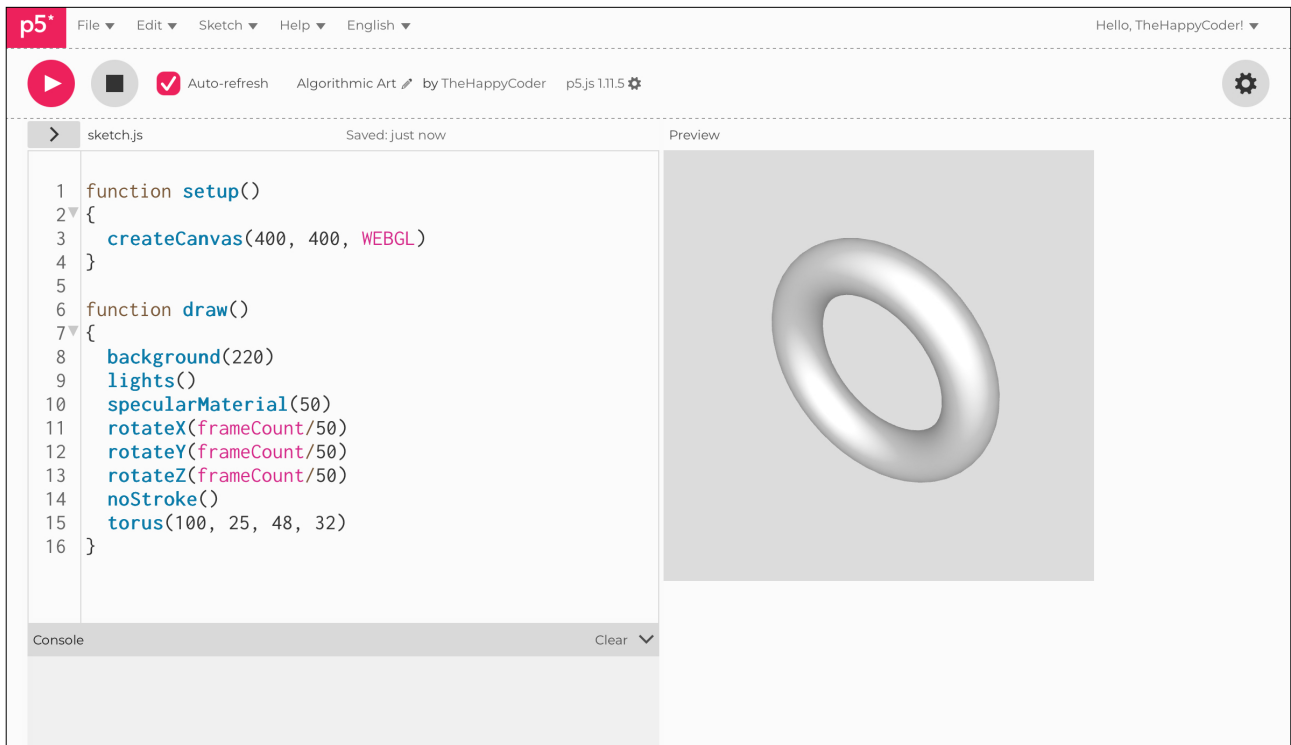 p5* File ▼ Edit ▼ Sketch ▼ Help ▼ English ▼ Hello, TheHappyCoder! ▼
Auto-refresh Algorithmic Art by TheHappyCoder p5.js 1.11.5
sketch.js Saved: just now Preview
1 function setup()
2 {
3 createCanvas(400, 400, WEBGL)
4 }
5
6 function draw()
7 {
8 background(220)
9 lights()
10 specularMaterial(50)
11 rotateX(frameCount/50)
12 rotateY(frameCount/50)
13 rotateZ(frameCount/50)
14 noStroke()
15 torus(100, 25, 48, 32)
16 }
Console Clear